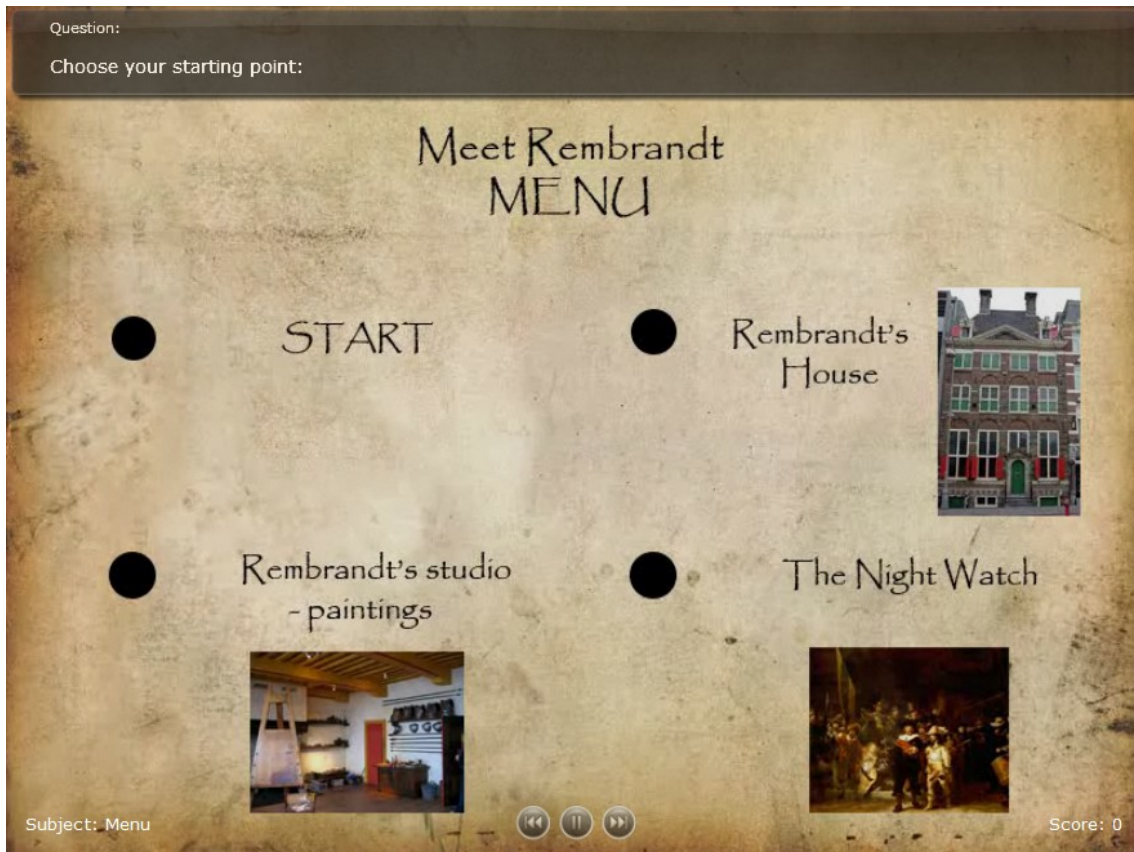 Question:
Choose your starting point:
Meet Rembrandt
MENU
START
Rembrandt's
House
Rembrandt's studio
- paintings
The Night Watch
Subject: Menu
Score: 0